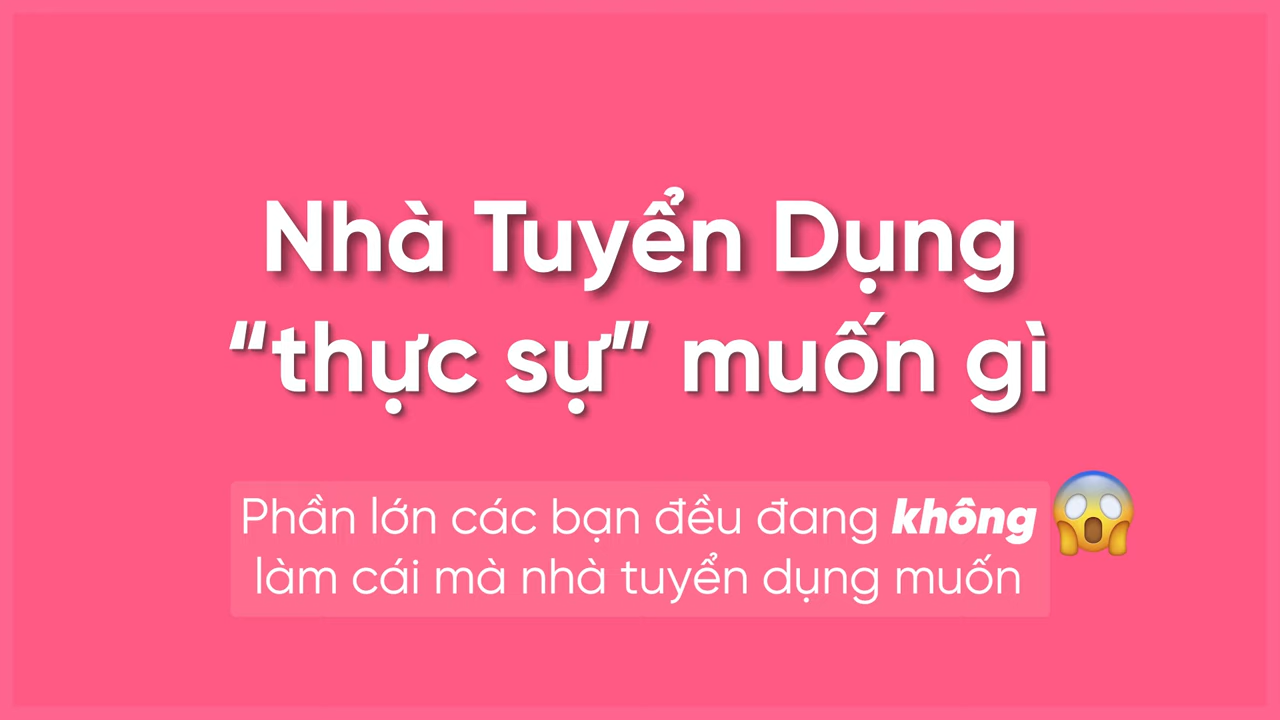 Nhà Tuyển Dụng
“thực sự” muốn gì
Phần lớn các bạn đều đang không
làm cái mà nhà tuyển dụng muốn